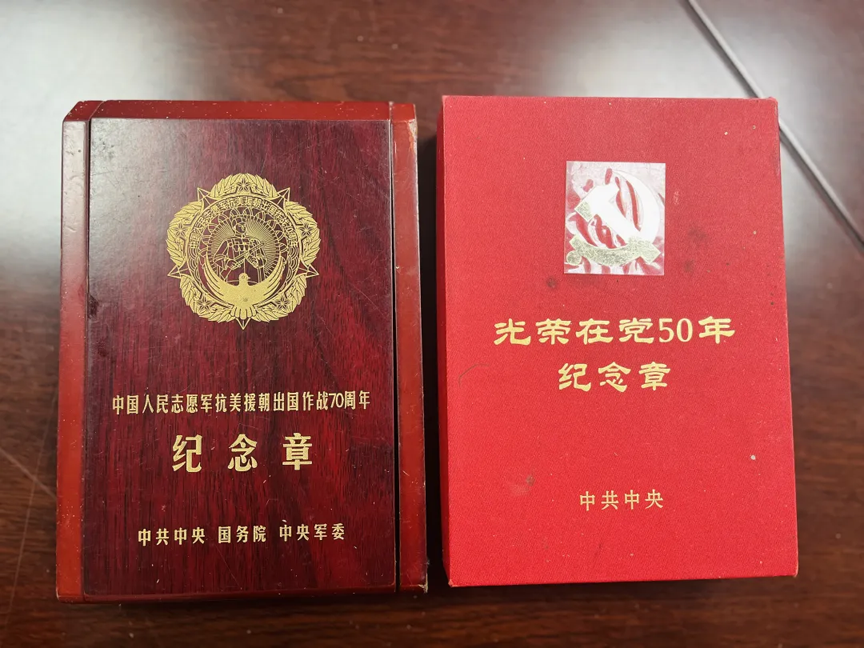 中国人民志愿军抗美援朝出国作战70周年
纪念章
中共中央 国务院 中央军委
光荣在党50年
纪念章
中共中央